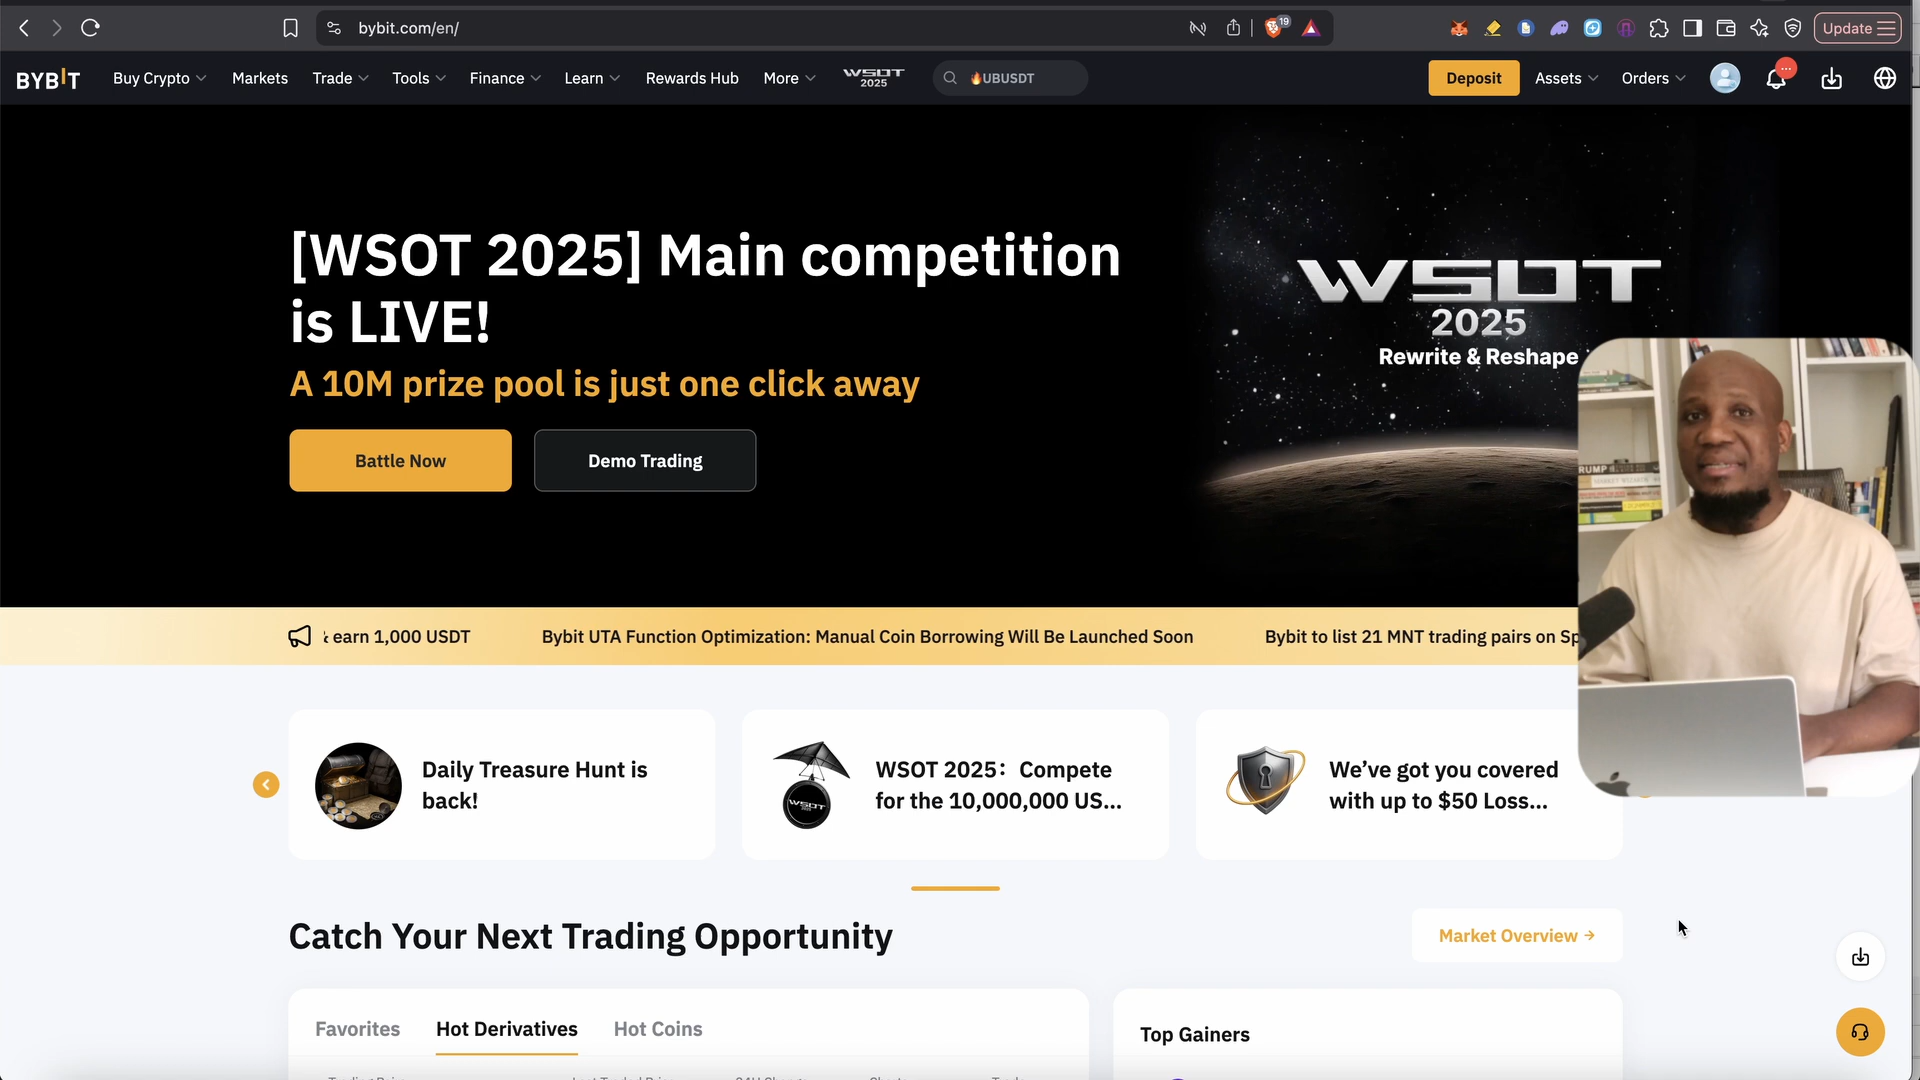 bybit.com/en/
19
Update
BYBIT
Buy Crypto
Markets
Trade
Tools
Finance
Learn
Rewards Hub
More
WSOT
2025
🔥UBUSDT
Deposit
Assets
Orders
[WSOT 2025] Main competition
is LIVE!
A 10M prize pool is just one click away
Battle Now
Demo Trading
WSOT
2025
Rewrite & Reshape
earn 1,000 USDT
Bybit UTA Function Optimization: Manual Coin Borrowing Will Be Launched Soon
Bybit to list 21 MNT trading pairs on Sp
Daily Treasure Hunt is
back!
WSOT
WSOT 2025: Compete
for the 10,000,000 US...
We’ve got you covered
with up to $50 Loss...
Catch Your Next Trading Opportunity
Market Overview →
Favorites
Hot Derivatives
Hot Coins
Top Gainers